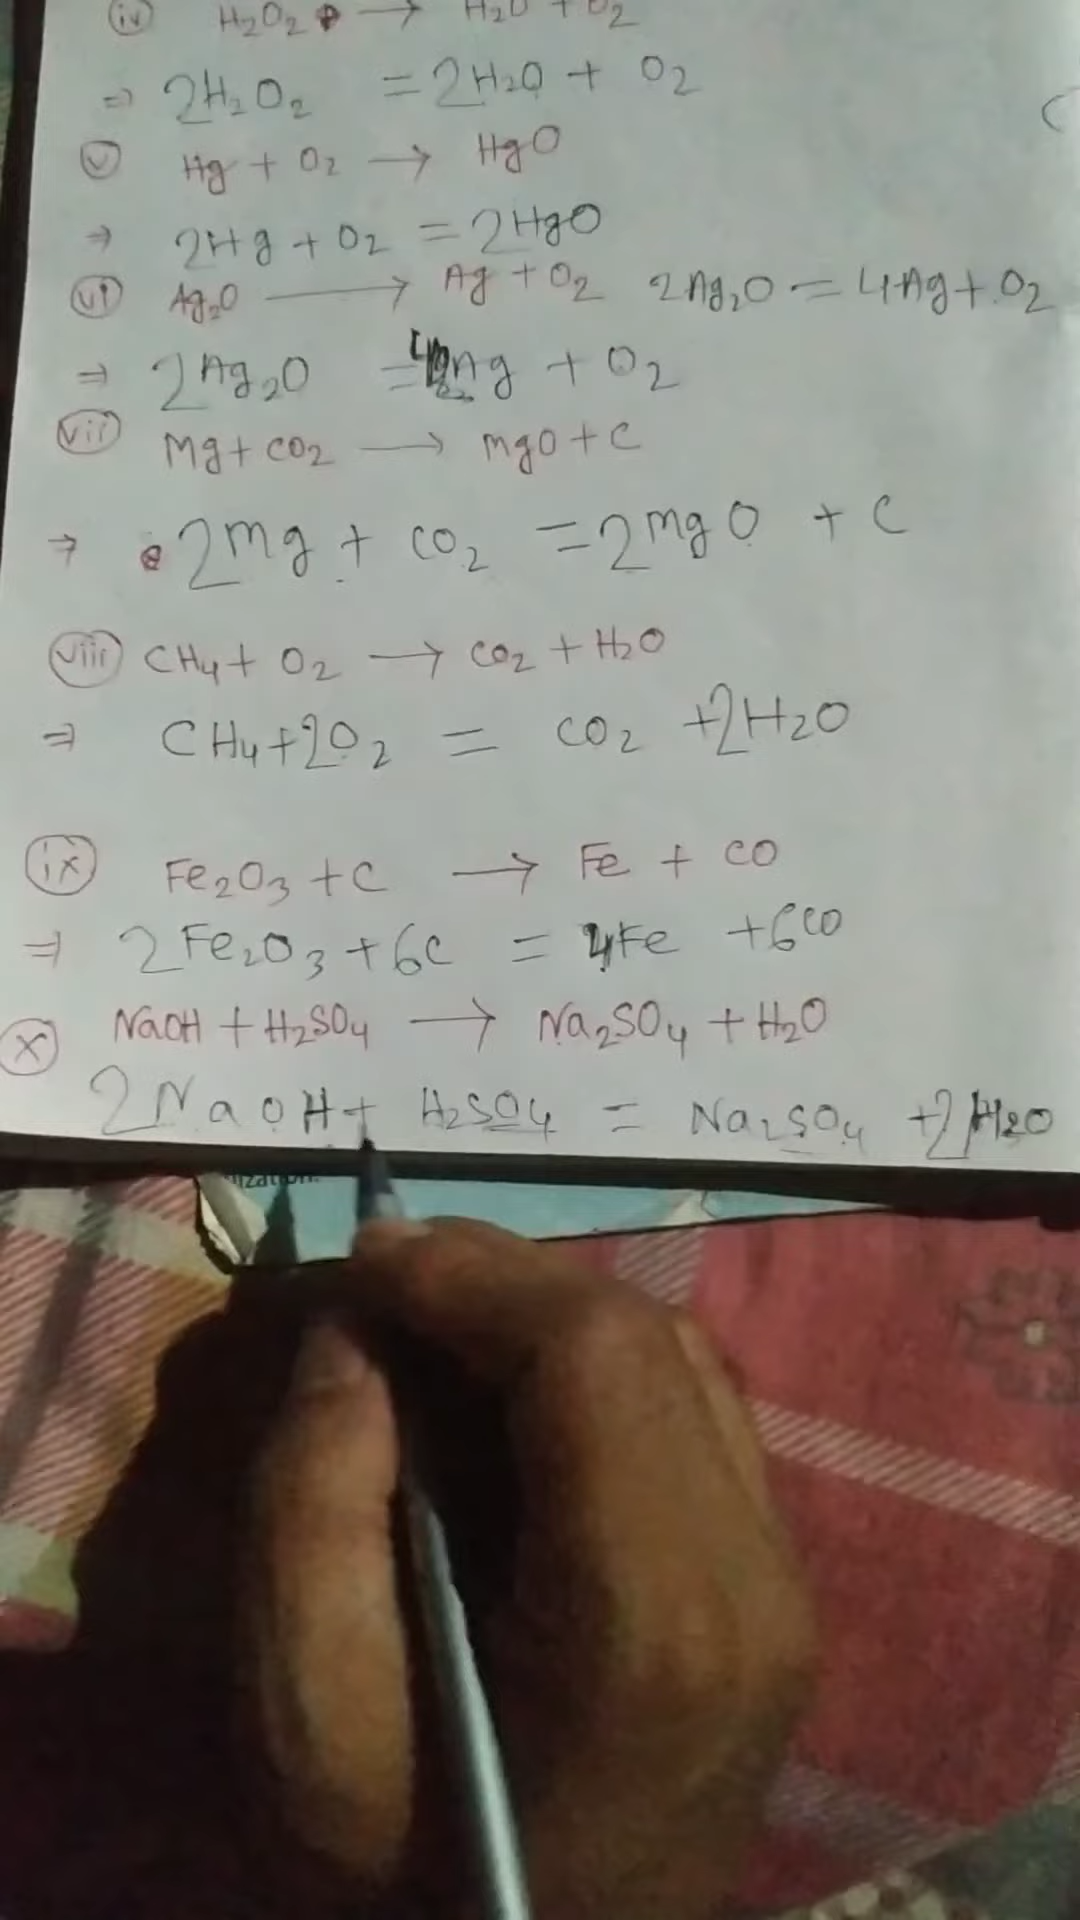 (iv) H₂O₂ → H₂O + O₂
⇒ 2H₂O₂ = 2H₂O + O₂
(v) Hg + O₂ → HgO
⇒ 2Hg + O₂ = 2HgO
(vi) Ag₂O → Ag + O₂ 2Ag₂O = 4Ag + O₂
⇒ 2Ag₂O = 4Ag + O₂
(vii) Mg + CO₂ → MgO + C
⇒ 2Mg + CO₂ = 2MgO + C
(viii) CH₄ + O₂ → CO₂ + H₂O
⇒ CH₄ + 2O₂ = CO₂ + 2H₂O
(ix) Fe₂O₃ + C → Fe + CO
⇒ 2Fe₂O₃ + 6C = 4Fe + 6CO
(x) NaOH + H₂SO₄ → Na₂SO₄ + H₂O
2NaOH + H₂SO₄ = Na₂SO₄ + 2H₂O